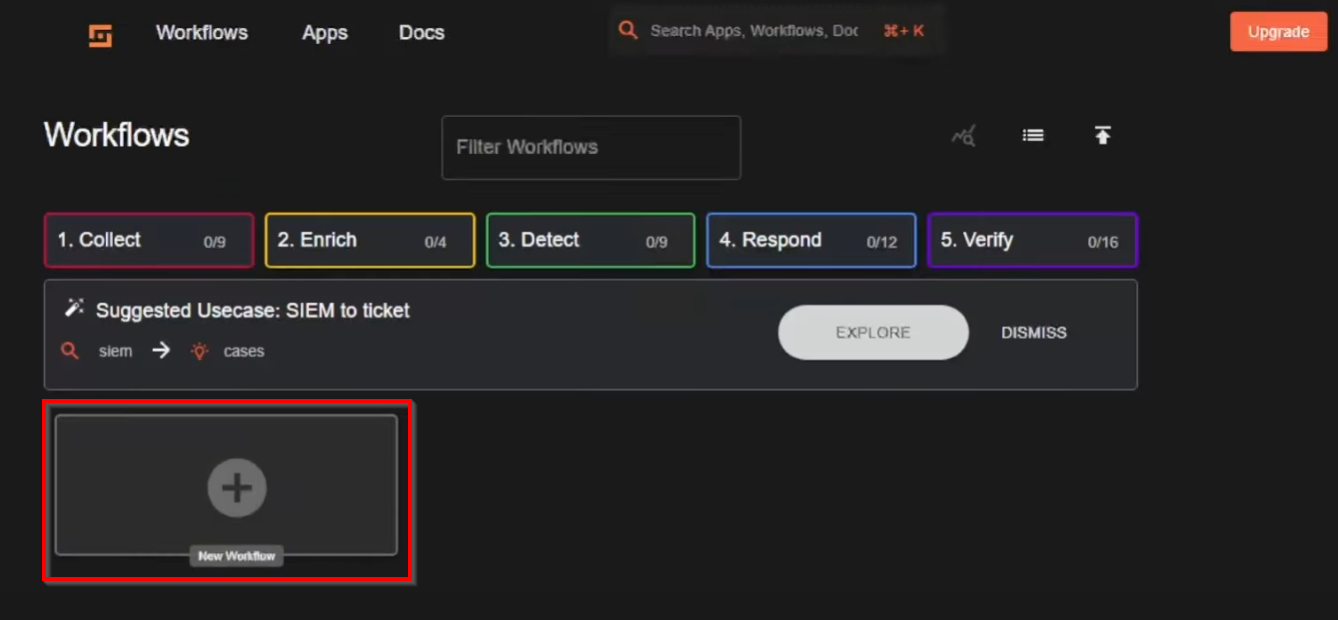 Workflows Apps Docs Search Apps, Workflows, Doc ⌘+ K Upgrade
Workflows Filter Workflows
1. Collect 0/9 2. Enrich 0/4 3. Detect 0/9 4. Respond 0/12 5. Verify 0/16
Suggested Usecase: SIEM to ticket
EXPLORE DISMISS
siem → cases
New Workflow